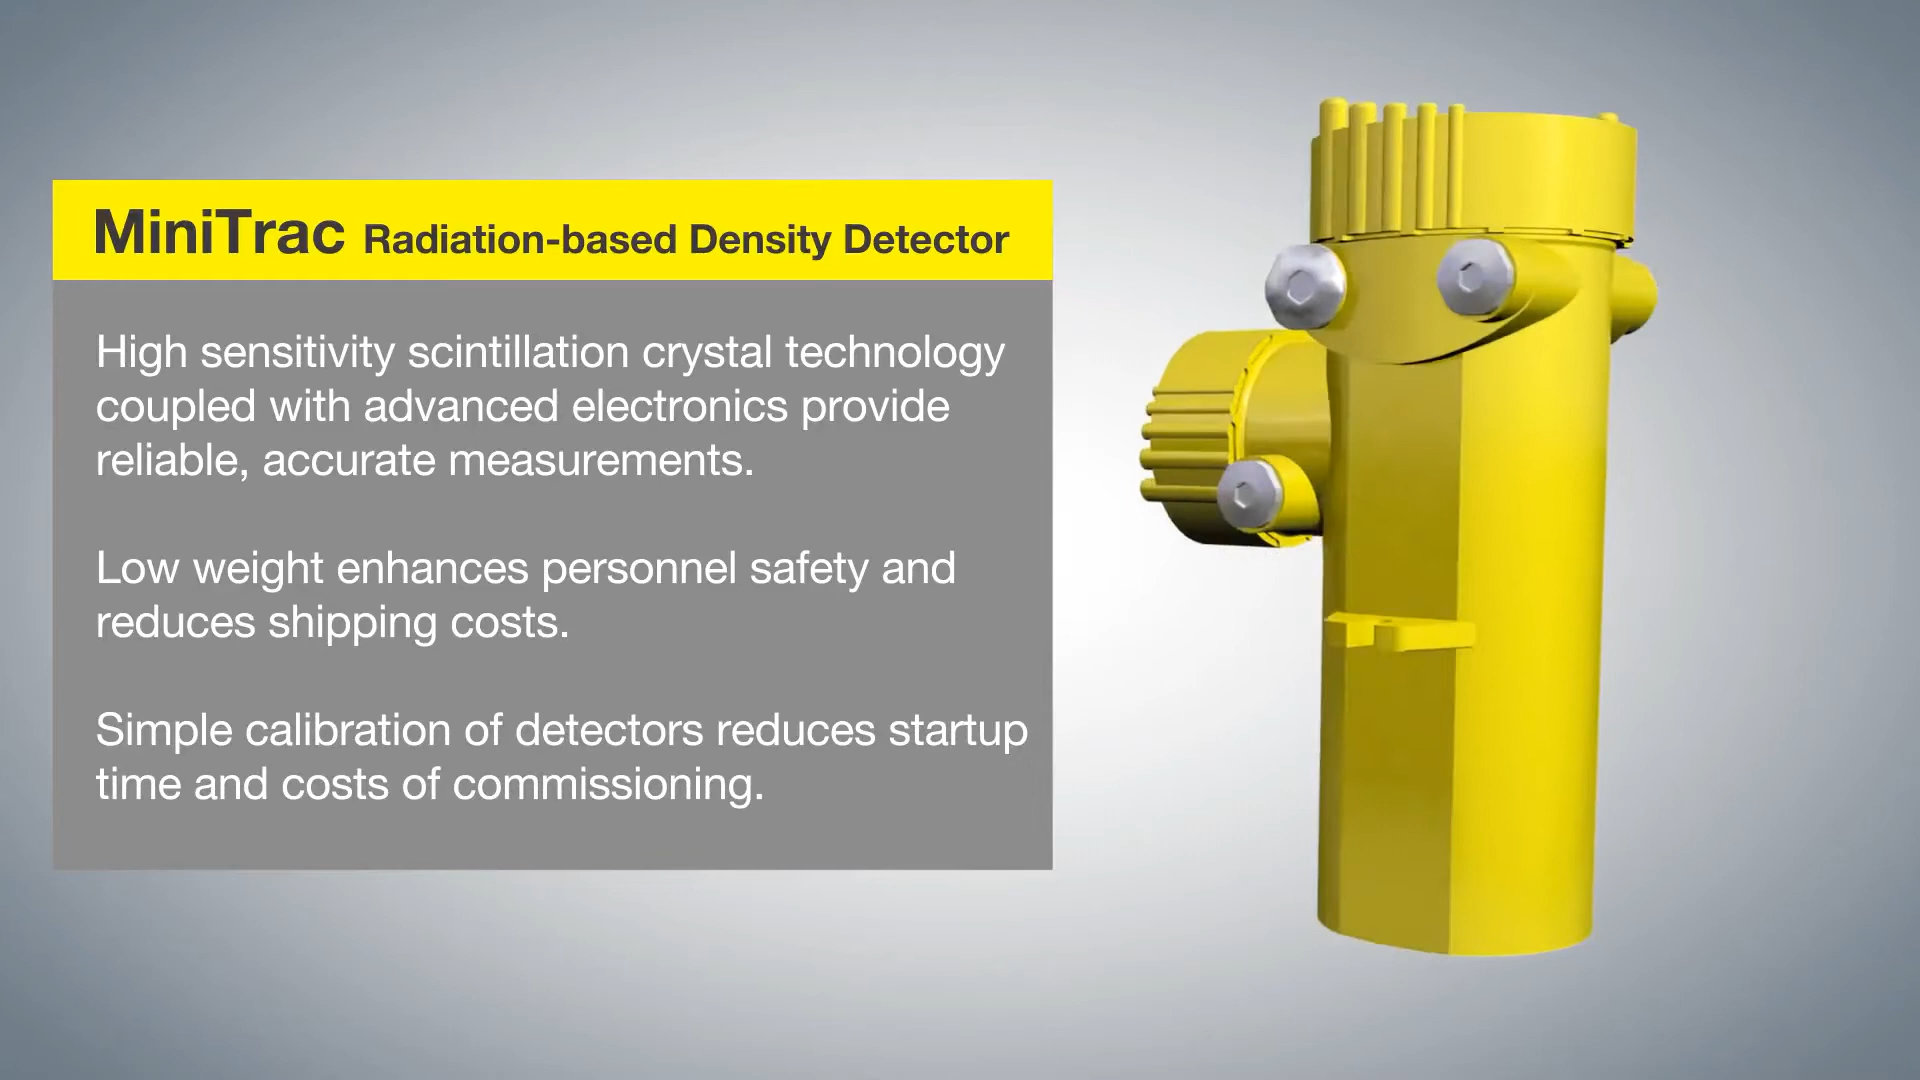 MiniTrac Radiation-based Density Detector
High sensitivity scintillation crystal technology
coupled with advanced electronics provide
reliable, accurate measurements.
Low weight enhances personnel safety and
reduces shipping costs.
Simple calibration of detectors reduces startup
time and costs of commissioning.